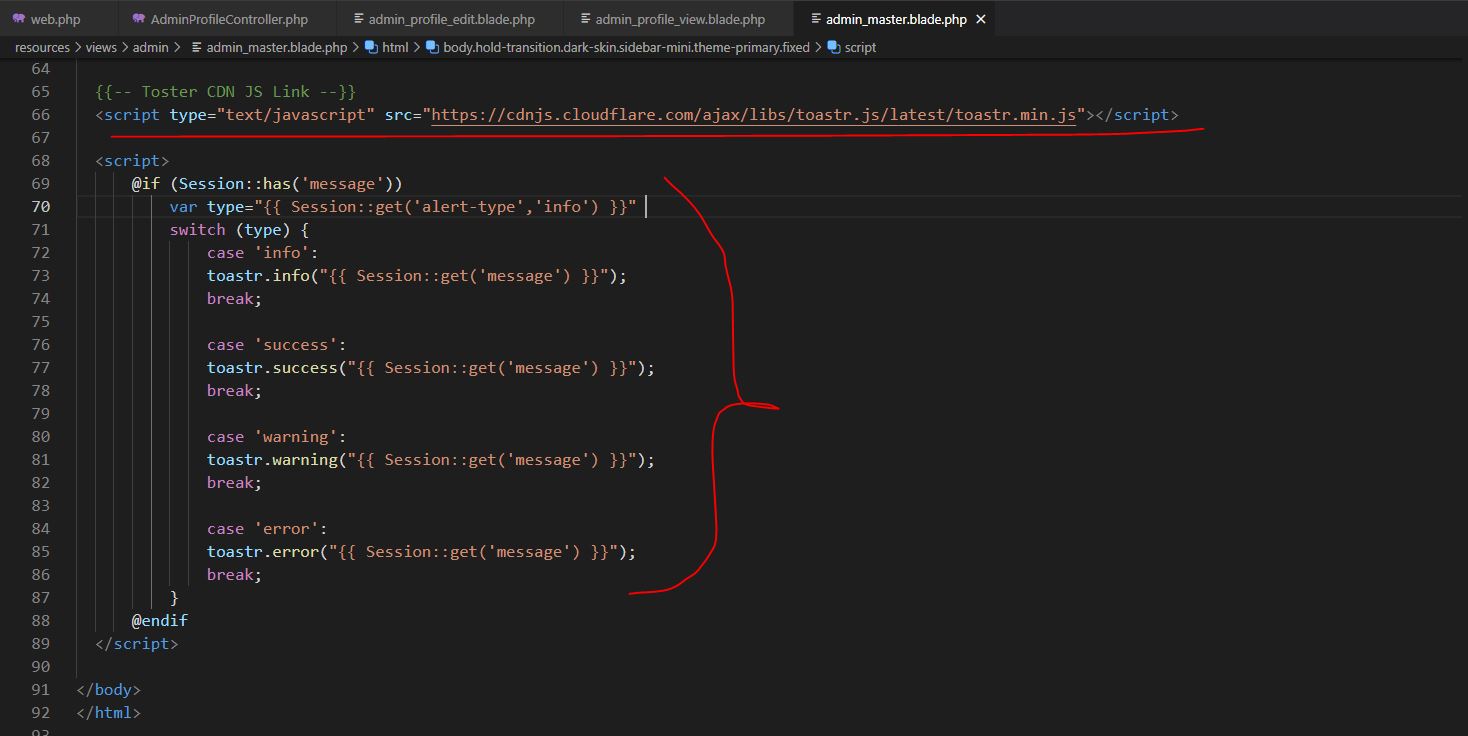 web.php AdminProfileController.php admin_profile_edit.blade.php admin_profile_view.blade.php admin_master.blade.php ×
resources > views > admin > admin_master.blade.php > html > body.hold-transition.dark-skin.sidebar-mini.theme-primary.fixed > script
64
65 {{-- Toster CDN JS Link --}}
66 <script type="text/javascript" src="https://cdnjs.cloudflare.com/ajax/libs/toastr.js/latest/toastr.min.js"></script>
67
68 <script>
69 @if (Session::has('message'))
70 var type="{{ Session::get('alert-type','info') }}"
71 switch (type) {
72 case 'info':
73 toastr.info("{{ Session::get('message') }}");
74 break;
75
76 case 'success':
77 toastr.success("{{ Session::get('message') }}");
78 break;
79
80 case 'warning':
81 toastr.warning("{{ Session::get('message') }}");
82 break;
83
84 case 'error':
85 toastr.error("{{ Session::get('message') }}");
86 break;
87 }
88 @endif
89 </script>
90
91 </body>
92 </html>
93